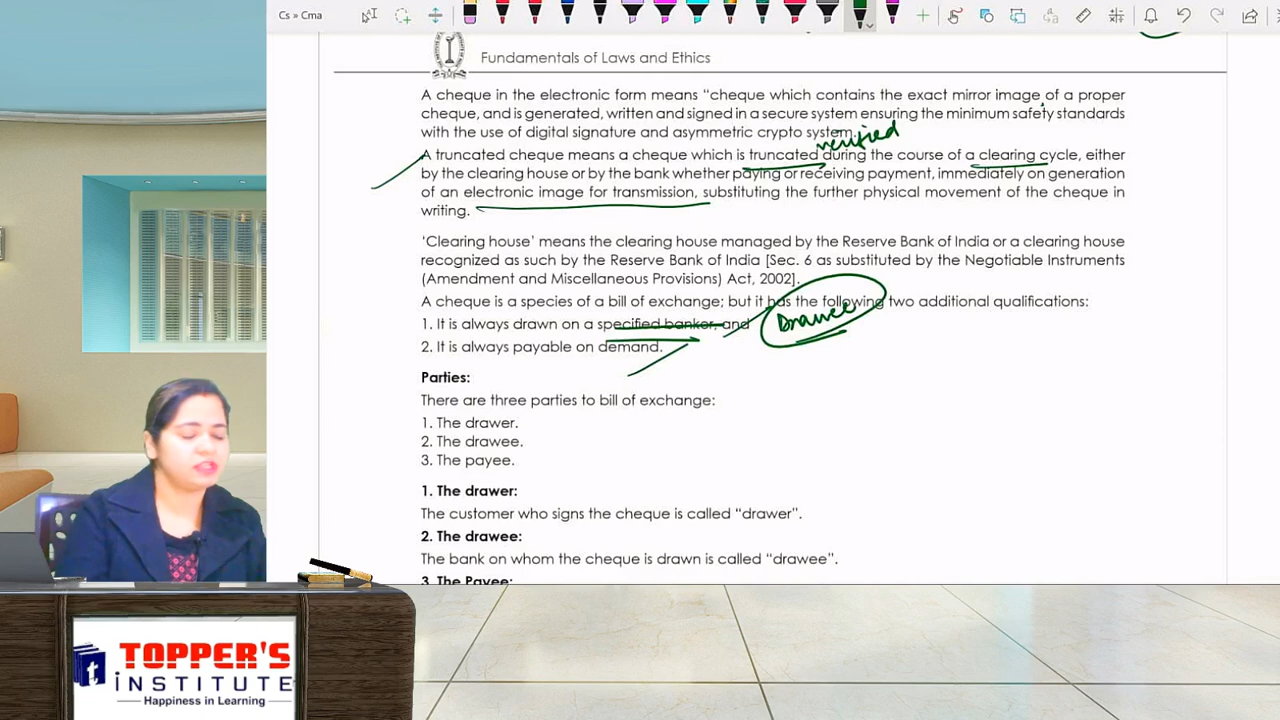 Cs » Cma
Fundamentals of Laws and Ethics
A cheque in the electronic form means “cheque which contains the exact mirror image of a proper
cheque, and is generated, written and signed in a secure system ensuring the minimum safety standards
with the use of digital signature and asymmetric crypto system.
verified
A truncated cheque means a cheque which is truncated during the course of a clearing cycle, either
by the clearing house or by the bank whether paying or receiving payment, immediately on generation
of an electronic image for transmission, substituting the further physical movement of the cheque in
writing.
‘Clearing house’ means the clearing house managed by the Reserve Bank of India or a clearing house
recognized as such by the Reserve Bank of India [Sec. 6 as substituted by the Negotiable Instruments
(Amendment and Miscellaneous Provisions) Act, 2002].
A cheque is a species of a bill of exchange; but it has the following two additional qualifications:
1. It is always drawn on a specified banker, and
Drawee
2. It is always payable on demand.
Parties:
There are three parties to bill of exchange:
1. The drawer.
2. The drawee.
3. The payee.
1. The drawer:
The customer who signs the cheque is called “drawer”.
2. The drawee:
The bank on whom the cheque is drawn is called “drawee”.
3. The Payee:
t
TOPPER'S
INSTITUTE
Happiness in Learning